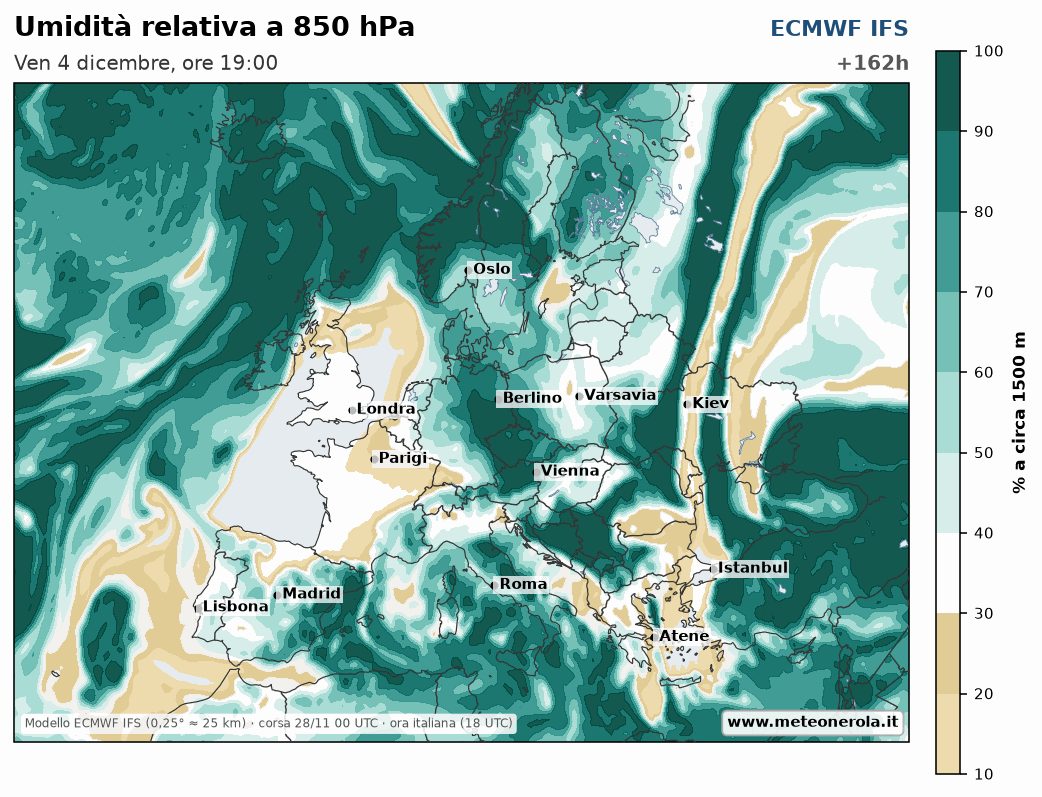 Umidità relativa a 850 hPa
ECMWF IFS
Ven 4 dicembre, ore 19:00
+162h
100
90
80
70
60
50
40
30
20
10
% a circa 1500 m
Oslo
Berlino
Varsavia
Kiev
Londra
Parigi
Vienna
Istanbul
Roma
Madrid
Lisbona
Atene
Modello ECMWF IFS (0,25° ≈ 25 km) · corsa 28/11 00 UTC · ora italiana (18 UTC)
www.meteonerola.it